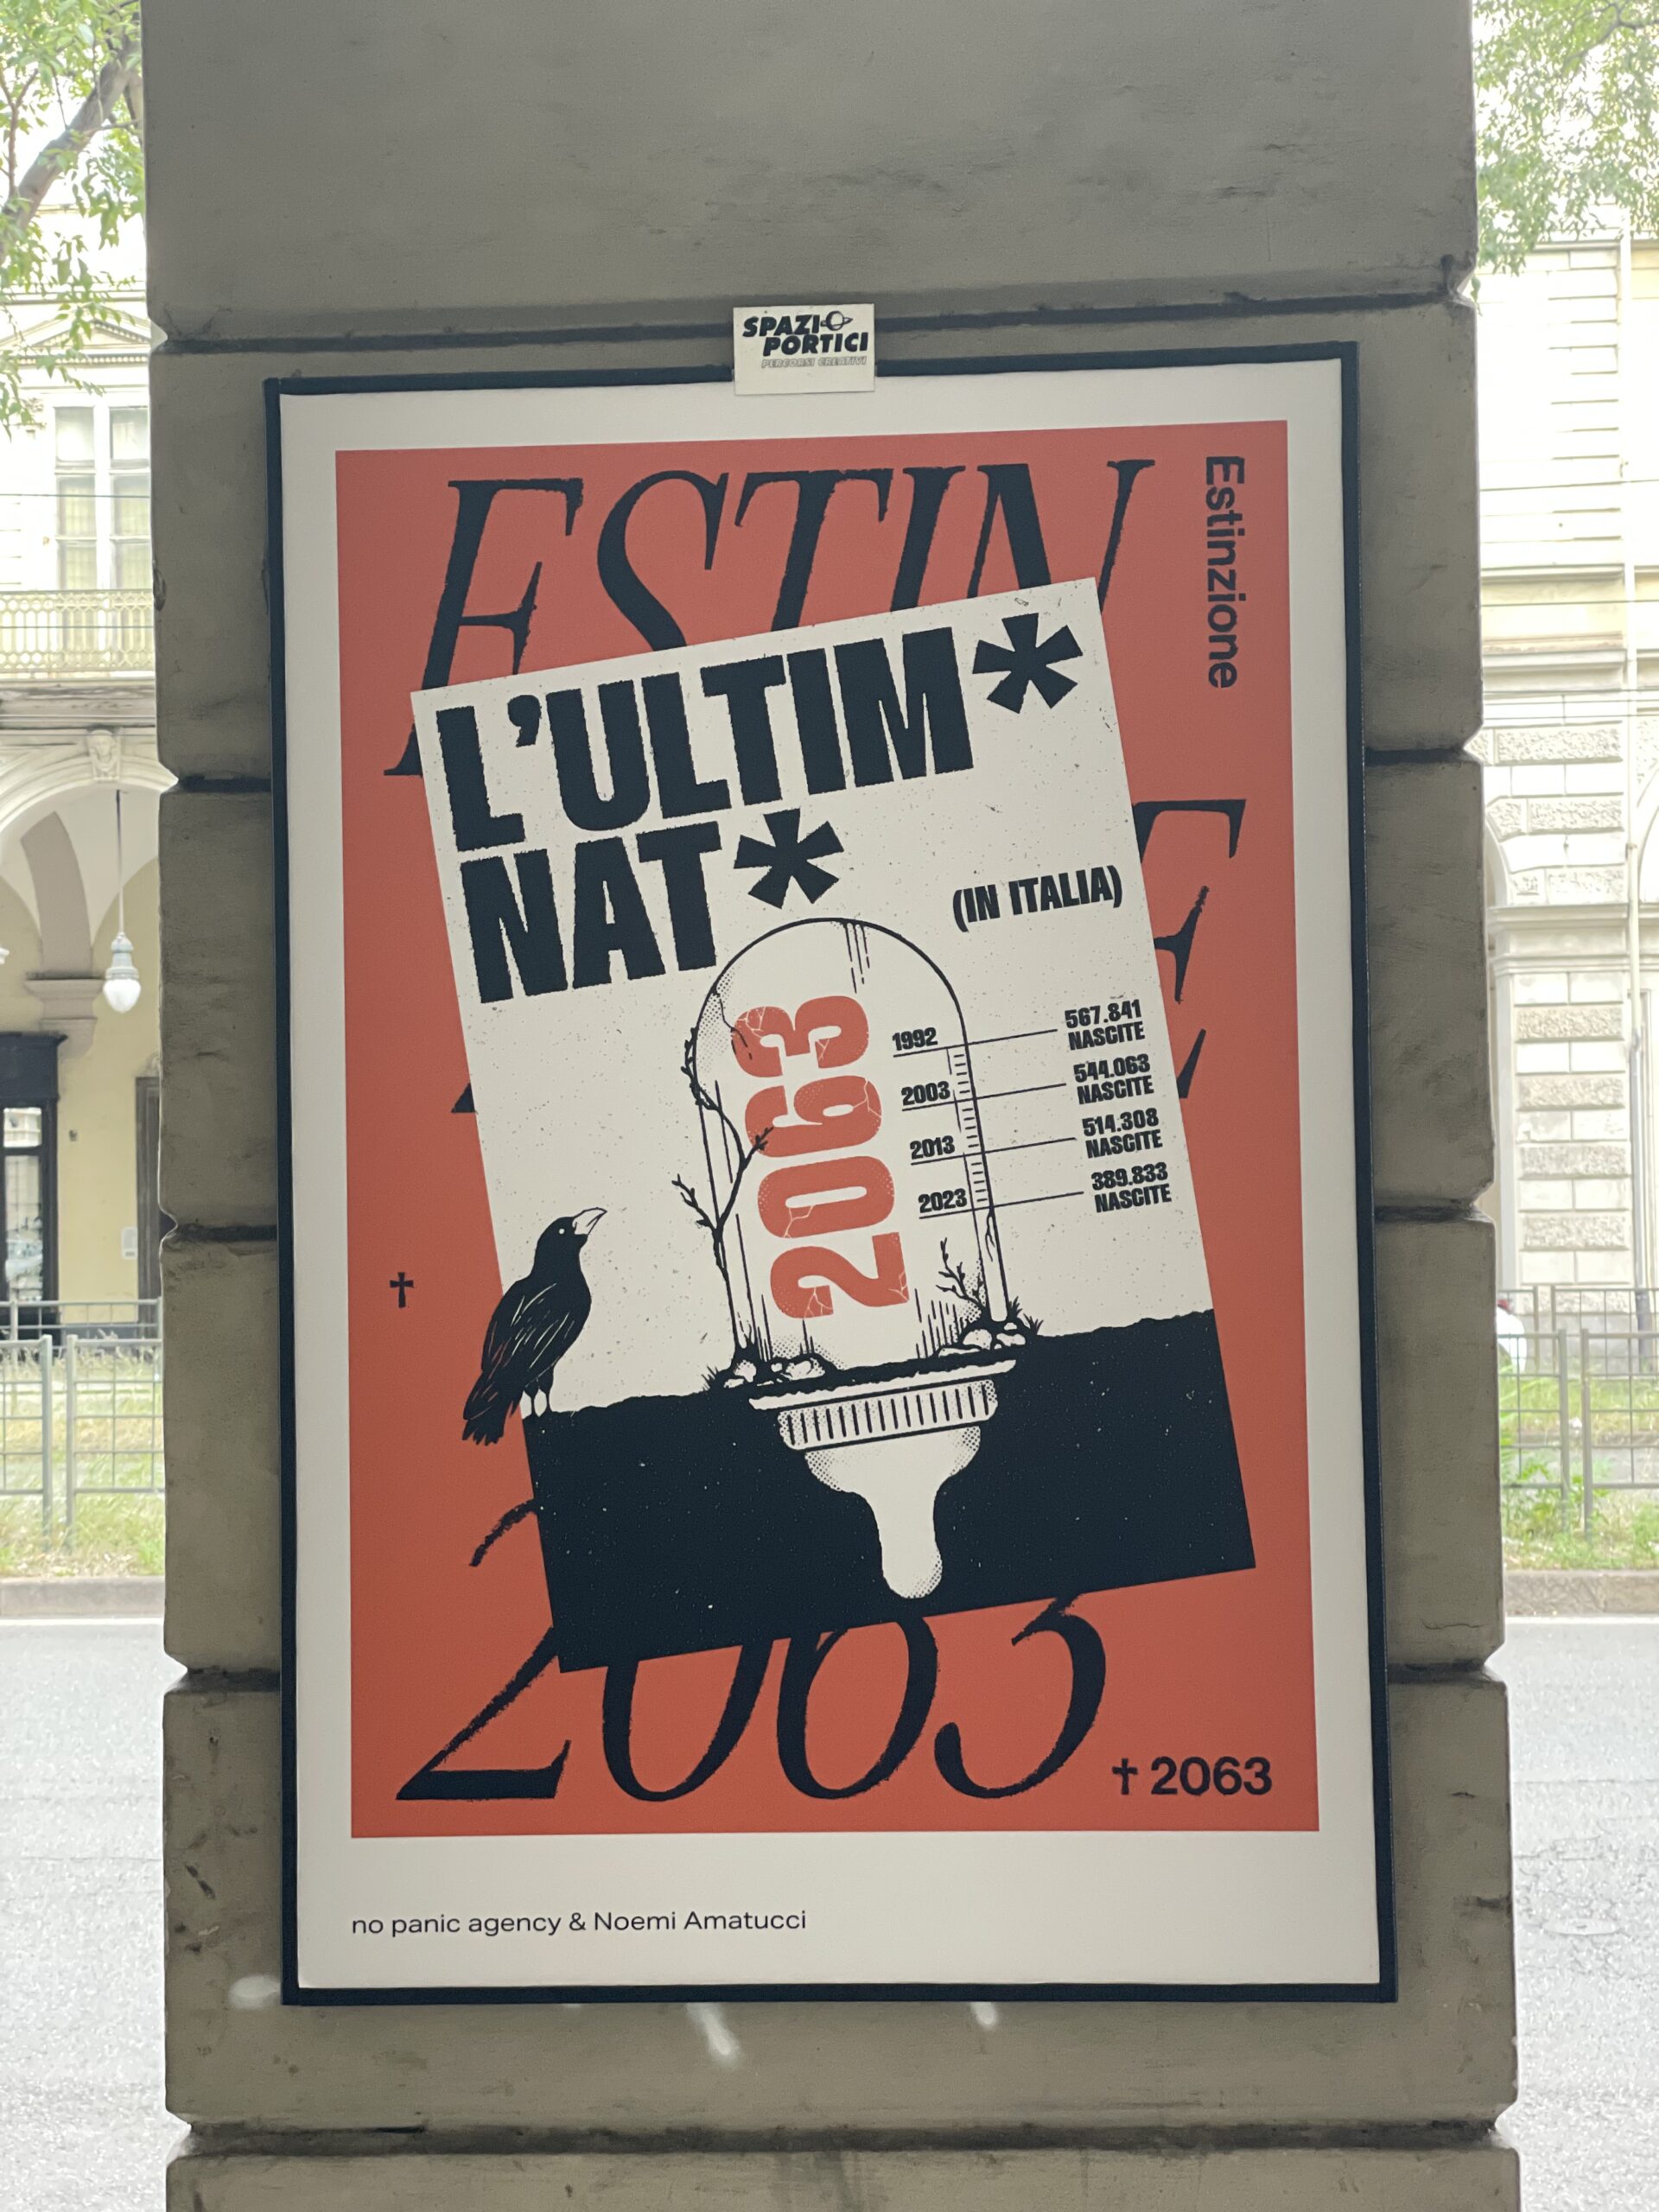 SPAZIO
PORTICI
PERCORSI CREATIVI
ESTIN
Estinzione
L'ULTIM*
NAT*
(IN ITALIA)
2063
1992
567.841
NASCITE
2003
544.063
NASCITE
2013
514.308
NASCITE
2023
389.833
NASCITE
2063
† 2063
no panic agency & Noemi Amatucci